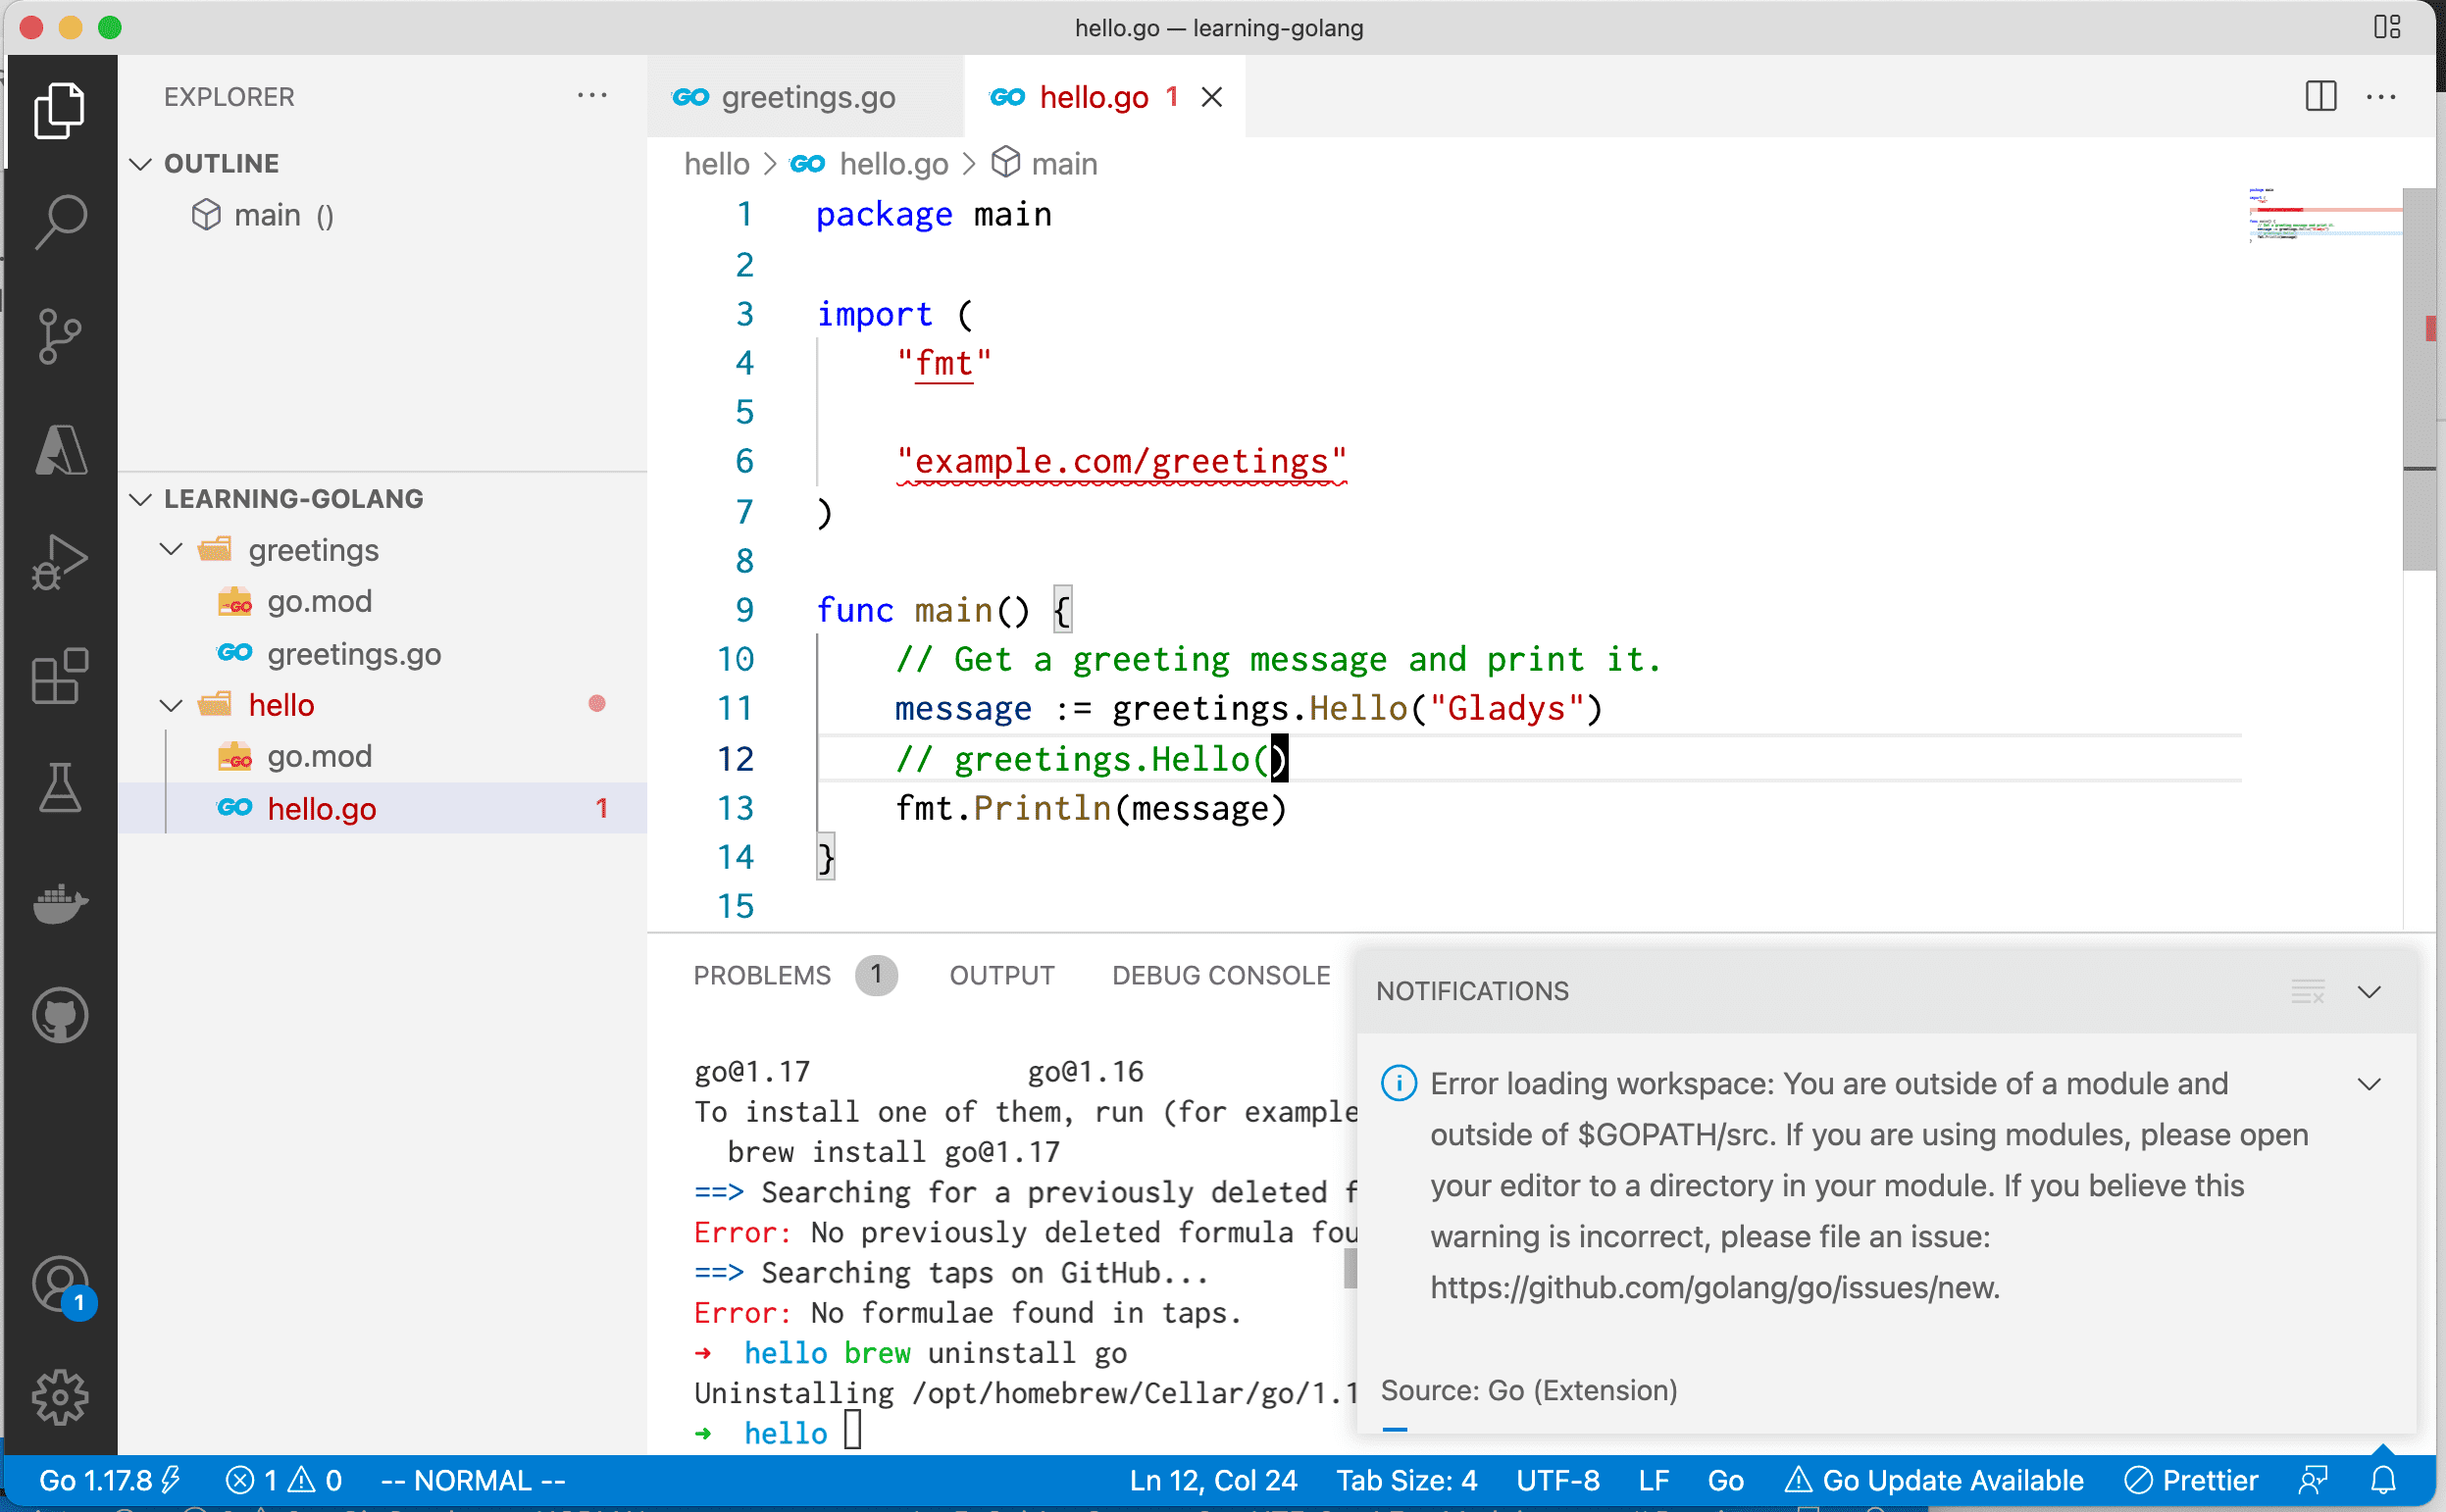 hello.go — learning-golang
EXPLORER
OUTLINE
main ()
LEARNING-GOLANG
greetings
go.mod
greetings.go
hello
go.mod
hello.go 1
greetings.go
hello.go 1
hello > hello.go > main
1 package main
2
3 import (
4 "fmt"
5
6 "example.com/greetings"
7 )
8
9 func main() {
10 // Get a greeting message and print it.
11 message := greetings.Hello("Gladys")
12 // greetings.Hello()
13 fmt.Println(message)
14 }
15
PROBLEMS 1 OUTPUT DEBUG CONSOLE
go@1.17 go@1.16
To install one of them, run (for example
brew install go@1.17
==> Searching for a previously deleted f
Error: No previously deleted formula fou
==> Searching taps on GitHub...
Error: No formulae found in taps.
➜ hello brew uninstall go
Uninstalling /opt/homebrew/Cellar/go/1.1
➜ hello
NOTIFICATIONS
Error loading workspace: You are outside of a module and
outside of $GOPATH/src. If you are using modules, please open
your editor to a directory in your module. If you believe this
warning is incorrect, please file an issue:
https://github.com/golang/go/issues/new.
Source: Go (Extension)
1
Go 1.17.8 1 0 -- NORMAL -- Ln 12, Col 24 Tab Size: 4 UTF-8 LF Go Go Update Available Prettier